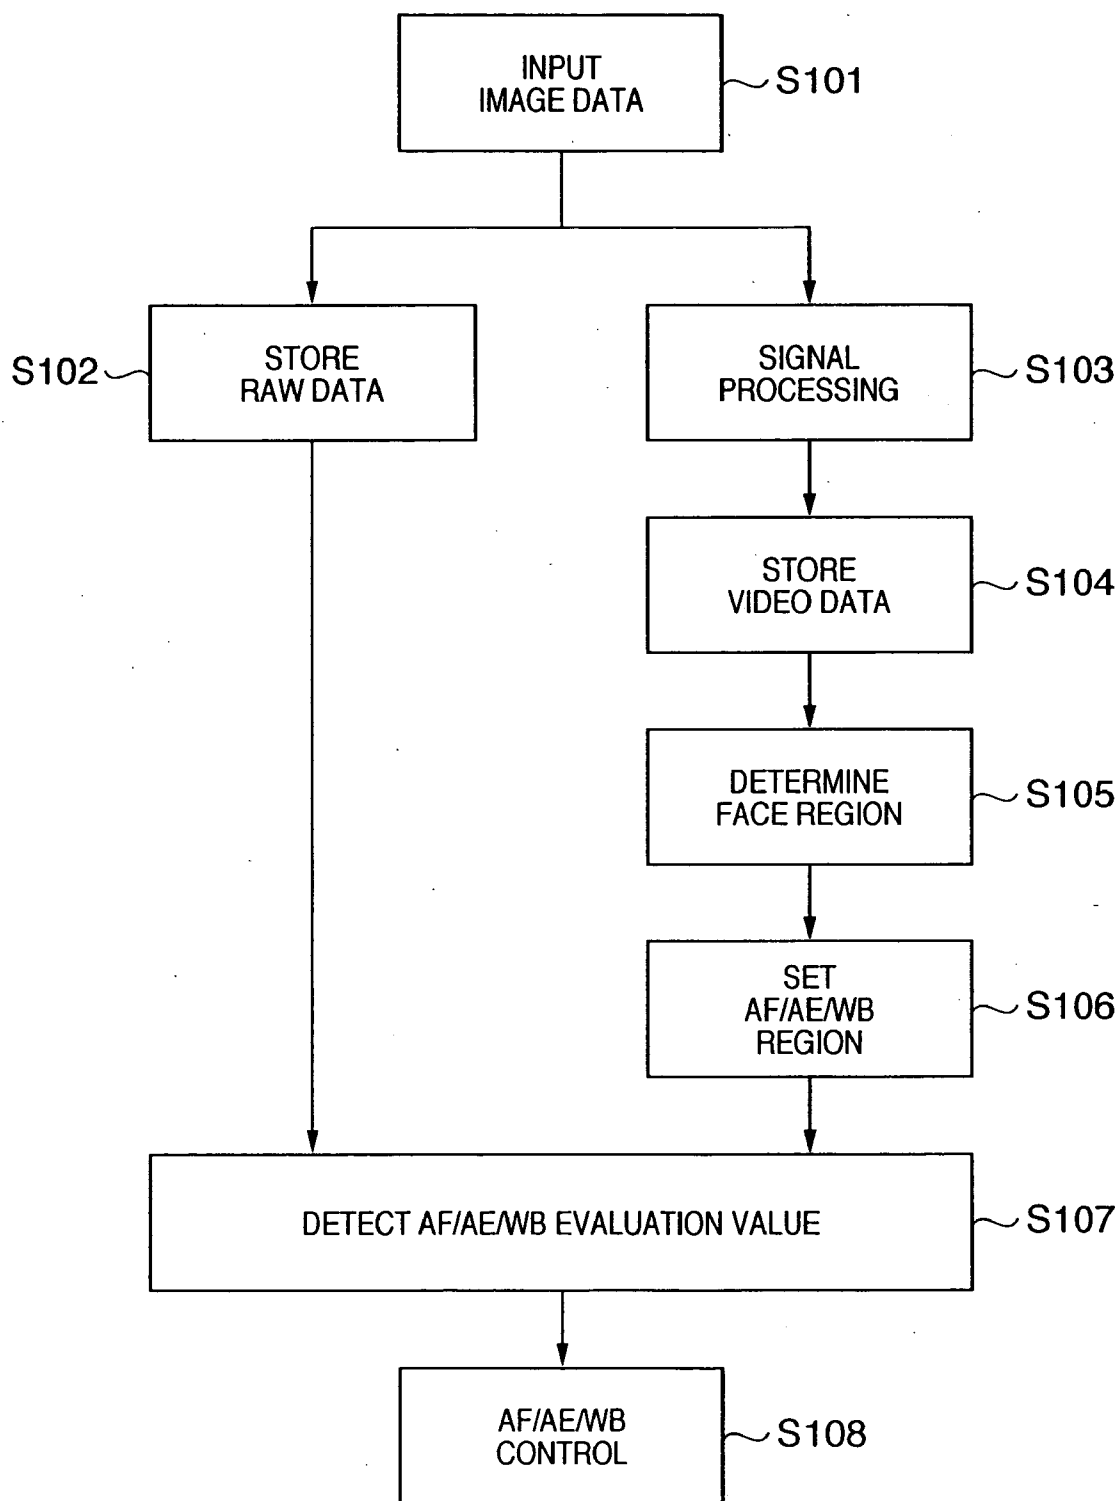 INPUT
IMAGE DATA
S101
S102
STORE
RAW DATA
SIGNAL
PROCESSING
S103
STORE
VIDEO DATA
S104
DETERMINE
FACE REGION
S105
SET
AF/AE/WB
REGION
S106
DETECT AF/AE/WB EVALUATION VALUE
S107
AF/AE/WB
CONTROL
S108